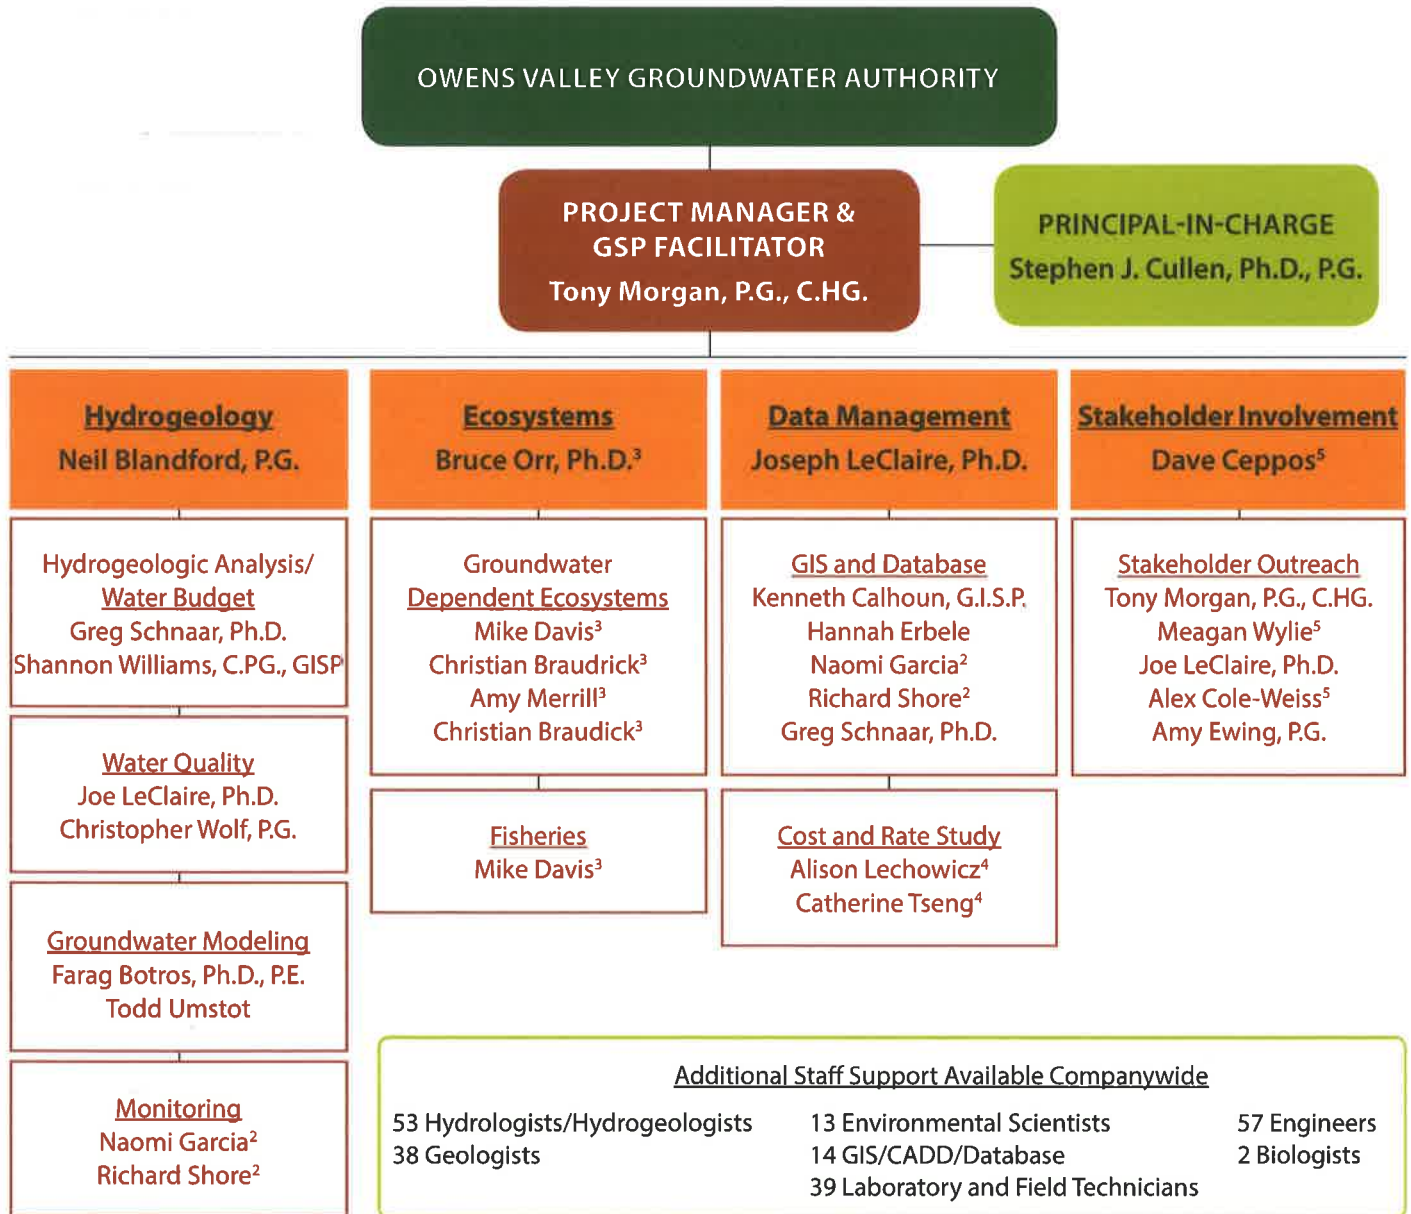 OWENS VALLEY GROUNDWATER AUTHORITY
PROJECT MANAGER &
GSP FACILITATOR
Tony Morgan, P.G., C.HG.
PRINCIPAL-IN-CHARGE
Stephen J. Cullen, Ph.D., P.G.
Hydrogeology
Neil Blandford, P.G.
Hydrogeologic Analysis/
Water Budget
Greg Schnaar, Ph.D.
Shannon Williams, C.PG., GISP
Water Quality
Joe LeClaire, Ph.D.
Christopher Wolf, P.G.
Groundwater Modeling
Farag Botros, Ph.D., P.E.
Todd Umstot
Monitoring
Naomi Garcia²
Richard Shore²
Ecosystems
Bruce Orr, Ph.D.³
Groundwater
Dependent Ecosystems
Mike Davis³
Christian Braudrick³
Amy Merrill³
Christian Braudick³
Fisheries
Mike Davis³
Data Management
Joseph LeClaire, Ph.D.
GIS and Database
Kenneth Calhoun, G.I.S.P.
Hannah Erbele
Naomi Garcia²
Richard Shore²
Greg Schnaar, Ph.D.
Cost and Rate Study
Alison Lechowicz⁴
Catherine Tseng⁴
Stakeholder Involvement
Dave Ceppos⁵
Stakeholder Outreach
Tony Morgan, P.G., C.HG.
Meagan Wylie⁵
Joe LeClaire, Ph.D.
Alex Cole-Weiss⁵
Amy Ewing, P.G.
Additional Staff Support Available Companywide
53 Hydrologists/Hydrogeologists
38 Geologists
13 Environmental Scientists
14 GIS/CADD/Database
39 Laboratory and Field Technicians
57 Engineers
2 Biologists